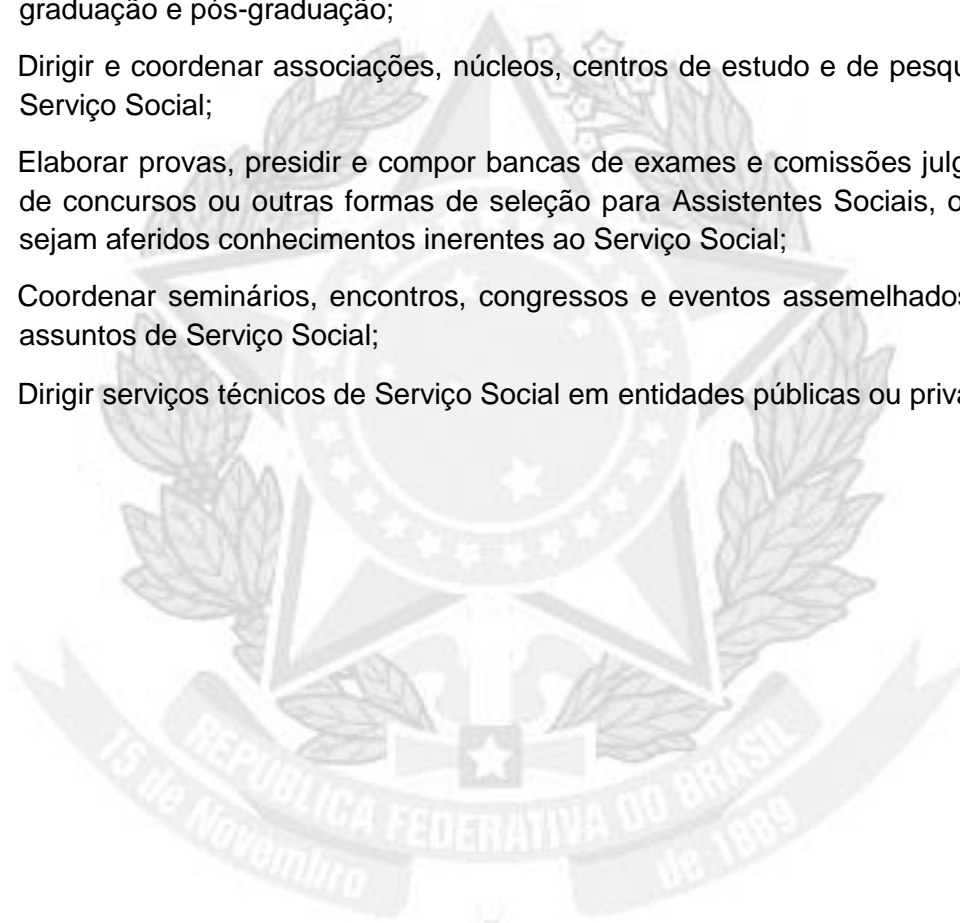 graduação e pós-graduação;
Dirigir e coordenar associações, núcleos, centros de estudo e de
Serviço Social;
Elaborar provas, presidir e compor bancas de exames e comissões
de concursos ou outras formas de seleção para Assistentes Sociais,
sejam aferidos conhecimentos inerentes ao Serviço Social;
Coordenar seminários, encontros, congressos e eventos assemelhados
assuntos de Serviço Social;
Dirigir serviços técnicos de Serviço Social em entidades públicas ou
REPÚBLICA FEDERATIVA DO BRASIL
15 de Novembro de 1889